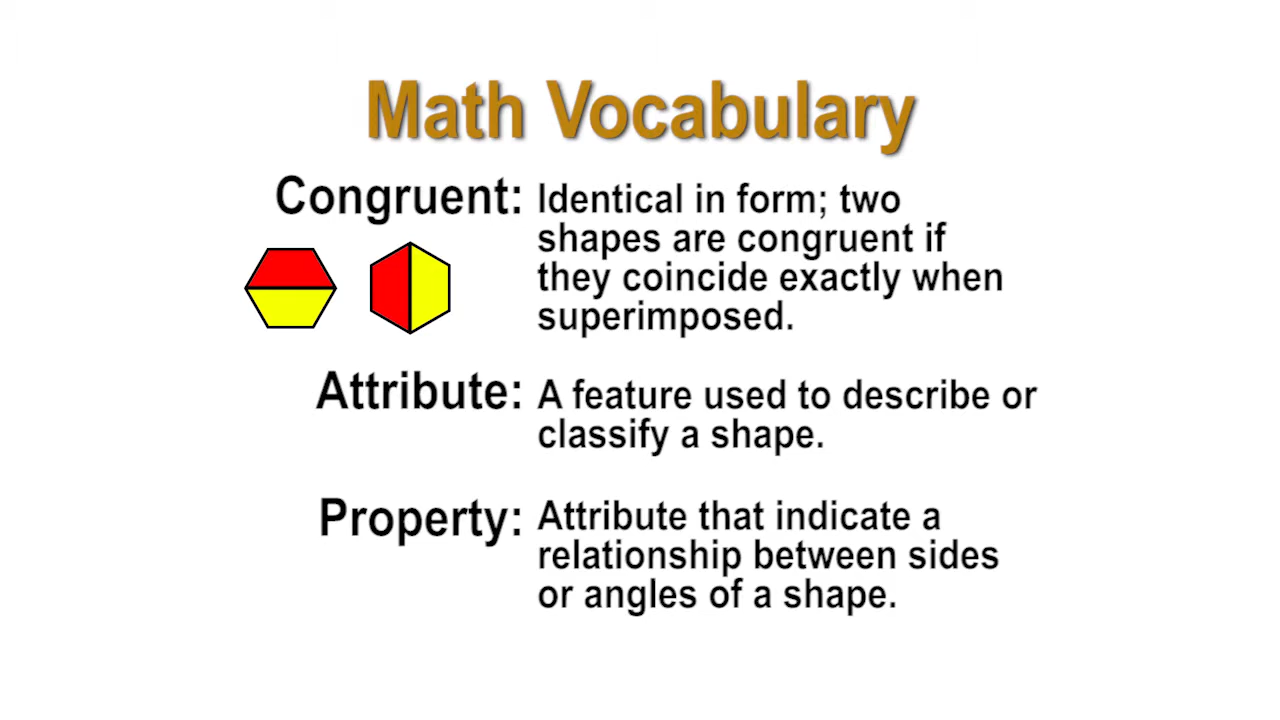 Math Vocabulary
Congruent: Identical in form; two
shapes are congruent if
they coincide exactly when
superimposed.
Attribute: A feature used to describe or
classify a shape.
Property: Attribute that indicate a
relationship between sides
or angles of a shape.